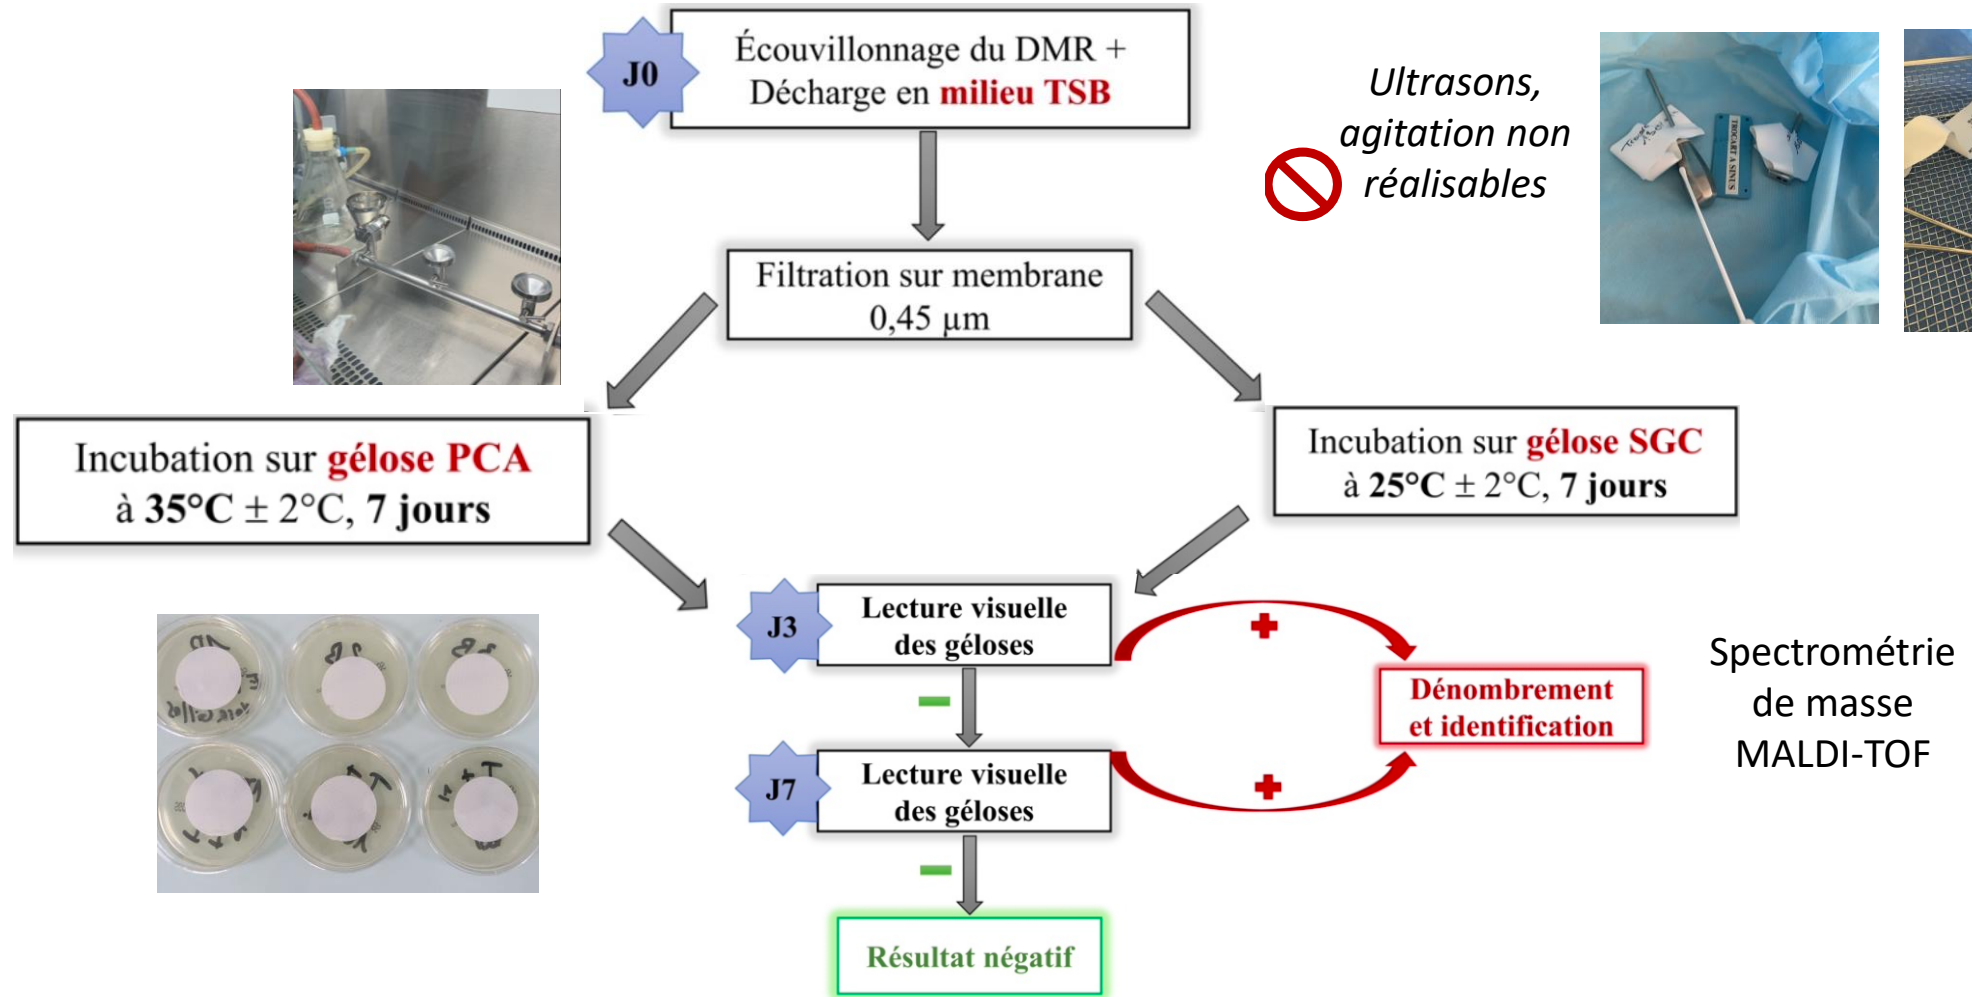 J0
Écouvillonnage du DMR +
Décharge en milieu TSB
Ultrasons,
agitation non
réalisables
TROCART A SINUS
Filtration sur membrane
0,45 µm
Incubation sur gélose PCA
à 35°C ± 2°C, 7 jours
Incubation sur gélose SGC
à 25°C ± 2°C, 7 jours
J3
Lecture visuelle
des géloses
Dénombrement
et identification
Spectrométrie
de masse
MALDI-TOF
J7
Lecture visuelle
des géloses
Résultat négatif